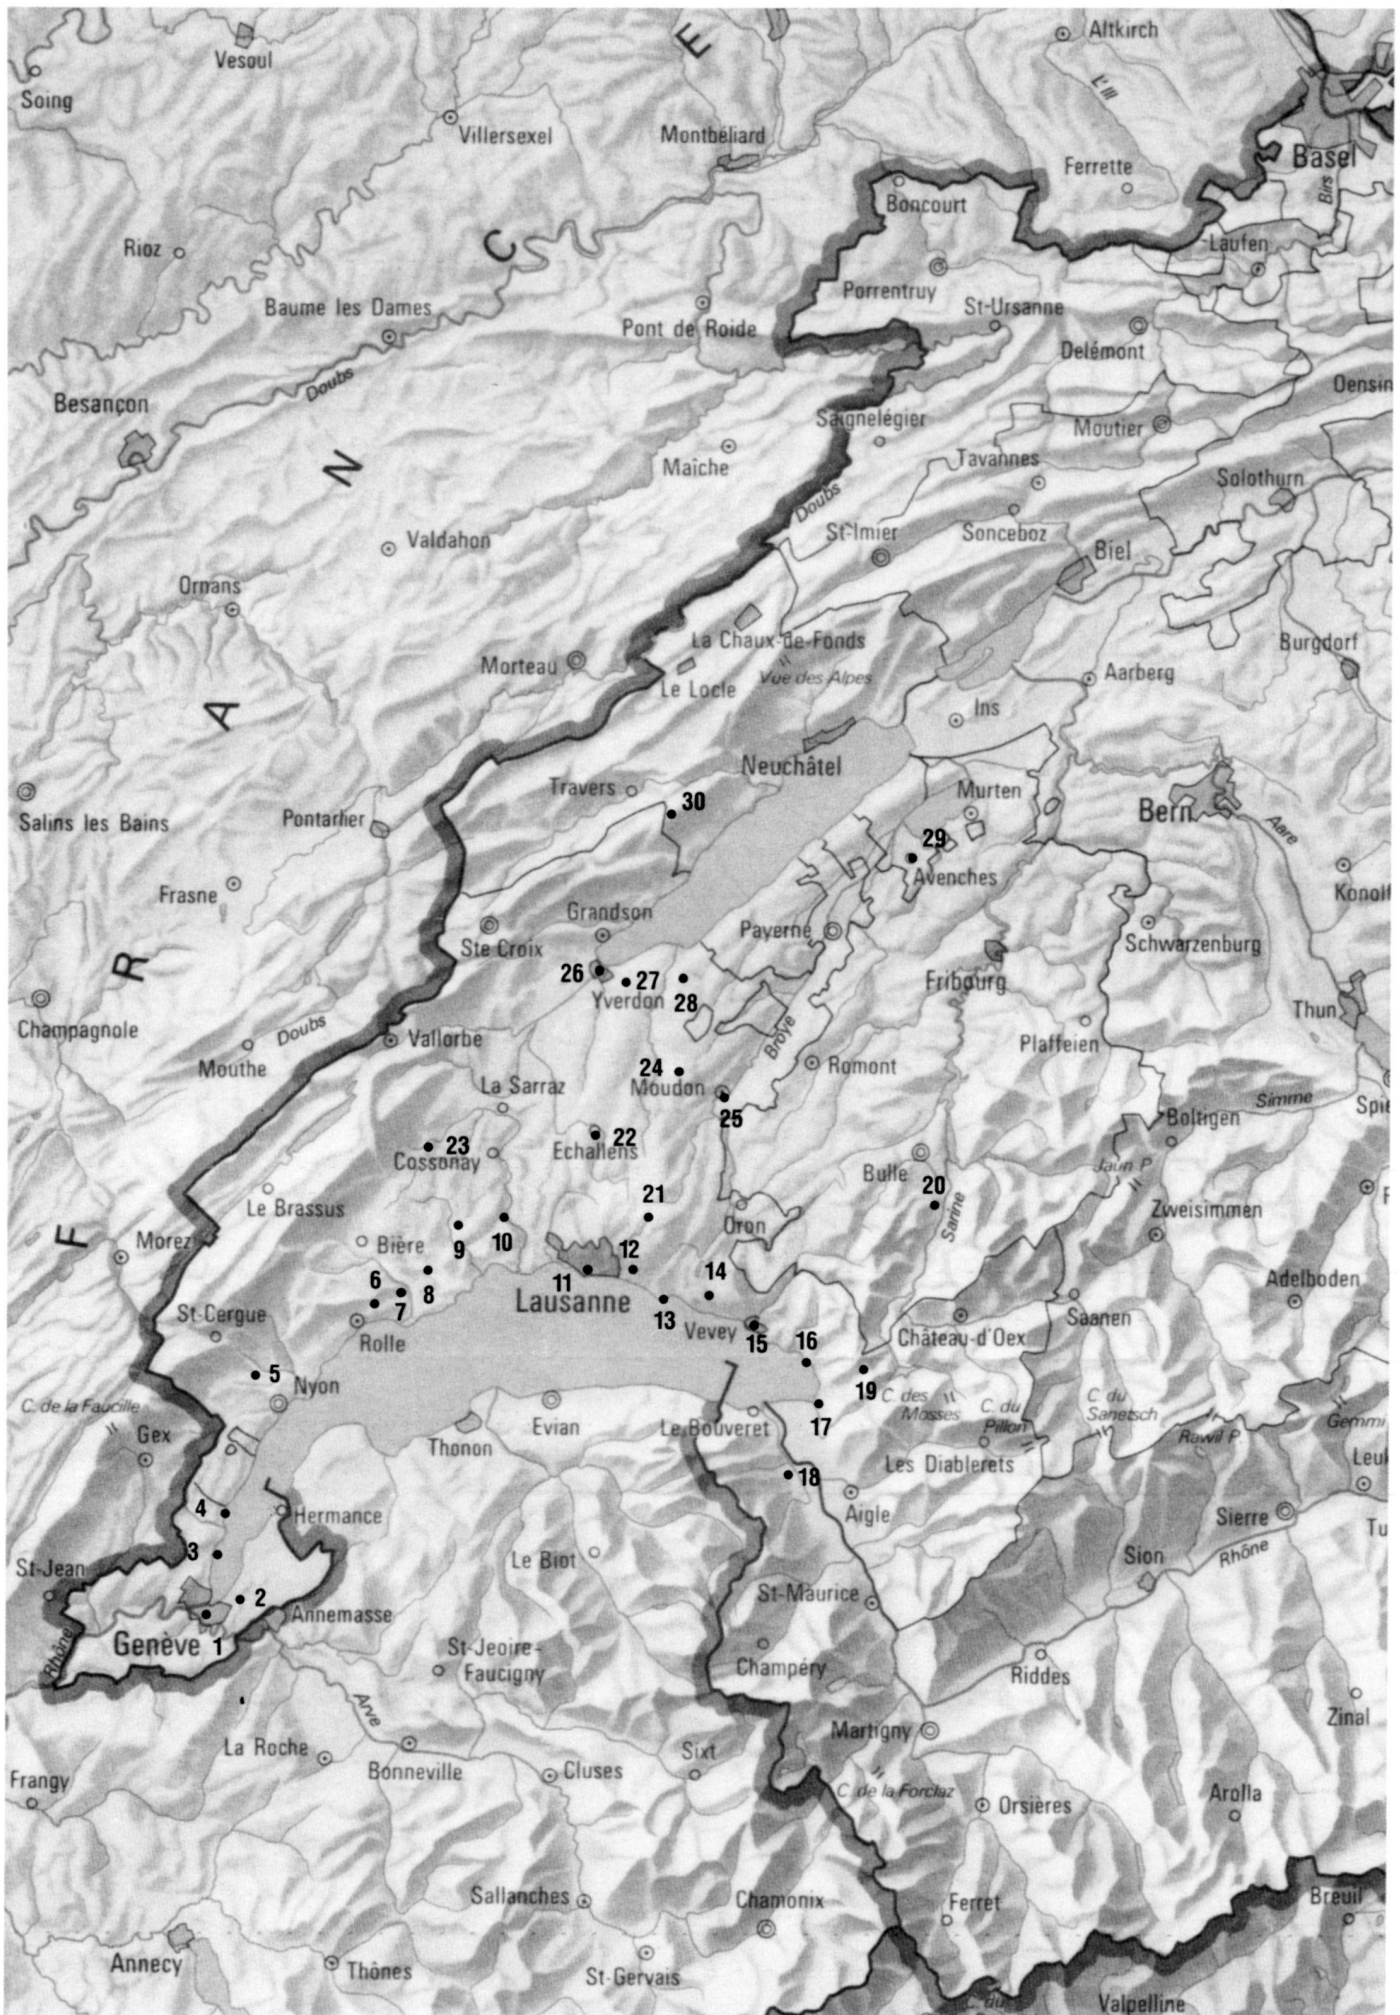 Altkirch
Vesoul
E
L'Ill
Soing
Villersexel
Montbéliard
Basel
Ferrette
Birs
Boncourt
Laufen
Rioz
C
Porrentruy
St-Ursanne
Baume les Dames
Pont de Roide
Delémont
Doubs
Oensin
Besançon
Saignelégier
Moutier
Maîche
Tavannes
N
Solothurn
Doubs
St-Imier
Sonceboz
Valdahon
Biel
Ornans
La Chaux-de-Fonds
Burgdorf
Morteau
Vue des Alpes
Aarberg
Le Locle
A
Ins
Neuchâtel
Travers
Murten
30
Bern
Salins les Bains
Pontarlier
Aare
29
Avenches
Frasne
Konolf
Grandson
Payerne
Ste Croix
Schwarzenburg
R
26
27
Fribourg
Yverdon
28
Thun
Champagnole
Doubs
Vallorbe
Broye
Plaffeien
Mouthe
24
Romont
La Sarraz
Moudon
Simme
Spie
25
Boltigen
22
23
Echallens
Cossonay
Jaun P.
Bulle
20
21
Le Brassus
Zweisimmen
Oron
Sarine
F
Morez
Bière
9
10
12
6
8
11
14
Adelboden
7
Lausanne
13
St-Cergue
Saanen
Vevey
Château-d'Oex
Rolle
15
16
5
Nyon
19
C. des Mosses
C. du Pillon
C. du Sanetsch
C. de la Faucille
Evian
Le Bouveret
17
Gemmi
Gex
Thonon
Rawil P.
Les Diablerets
Leuk
18
4
Hermance
Aigle
Sierre
Tu
3
Le Biot
Sion
Rhône
St-Jean
St-Maurice
2
Annemasse
Genève
1
Rhône
St-Jeoire-
Faucigny
Champéry
Riddes
Zinal
Arve
Martigny
La Roche
Sixt
Bonneville
Cluses
Frangy
C. de la Forclaz
Orsières
Arolla
Sallanches
Chamonix
Ferret
Breuil
Annecy
Thônes
St-Gervais
Valpelline